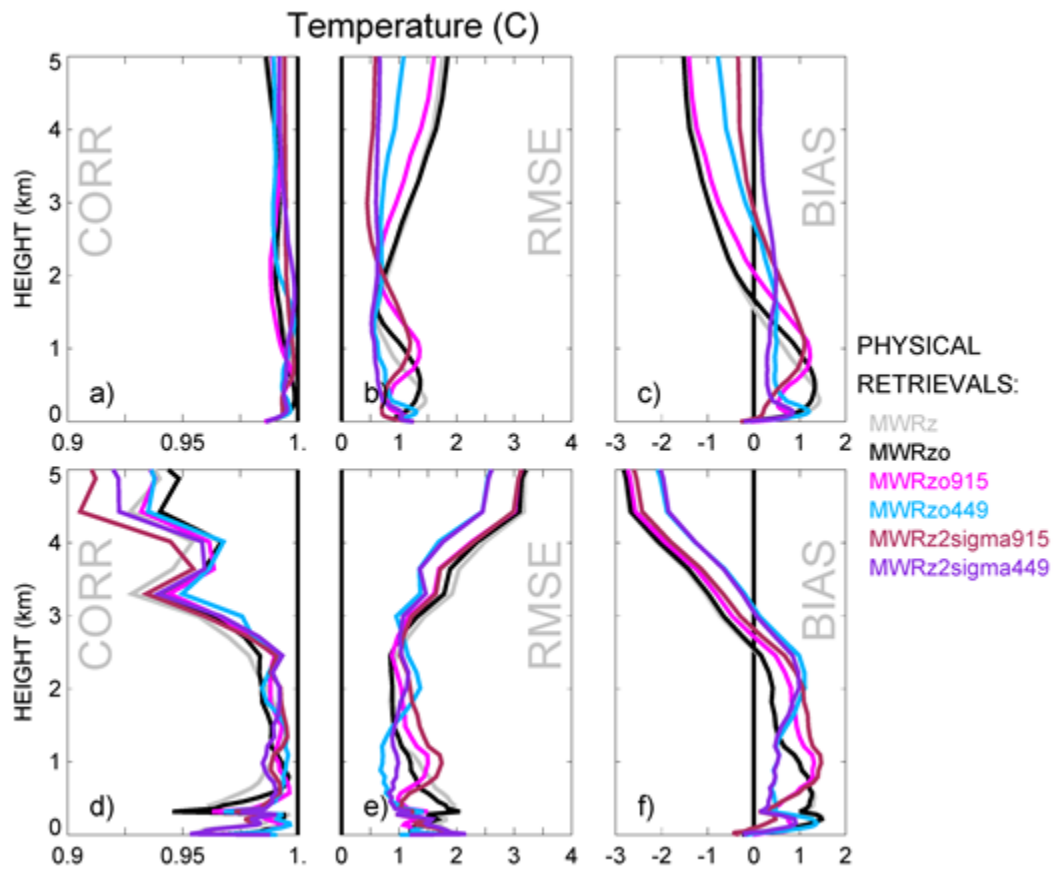 Temperature (C)
CORR
RMSE
BIAS
HEIGHT (km)
5
4
3
2
1
0
a)
b)
c)
0.9 0.95 1.
0 1 2 3 4
-3 -2 -1 0 1 2
PHYSICAL
RETRIEVALS:
MWRz
MWRzo
MWRzo915
MWRzo449
MWRz2sigma915
MWRz2sigma449
CORR
RMSE
BIAS
HEIGHT (km)
5
4
3
2
1
0
d)
e)
f)
0.9 0.95 1.
0 1 2 3 4
-3 -2 -1 0 1 2